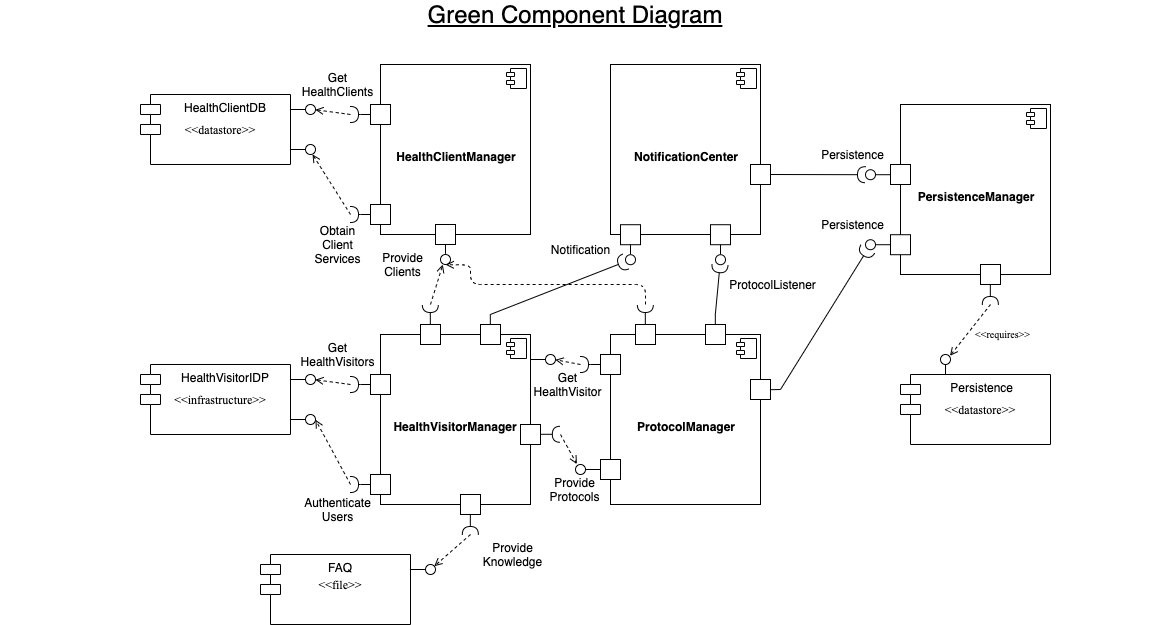 Green Component Diagram
Get
HealthClients
HealthClientDB
<<datastore>>
HealthClientManager
NotificationCenter
Persistence
PersistenceManager
Obtain
Client
Services
Provide
Clients
Notification
Persistence
ProtocolListener
<<requires>>
Get
HealthVisitors
HealthVisitorIDP
<<infrastructure>>
Get
HealthVisitor
Persistence
<<datastore>>
HealthVisitorManager
ProtocolManager
Authenticate
Users
Provide
Protocols
Provide
Knowledge
FAQ
<<file>>